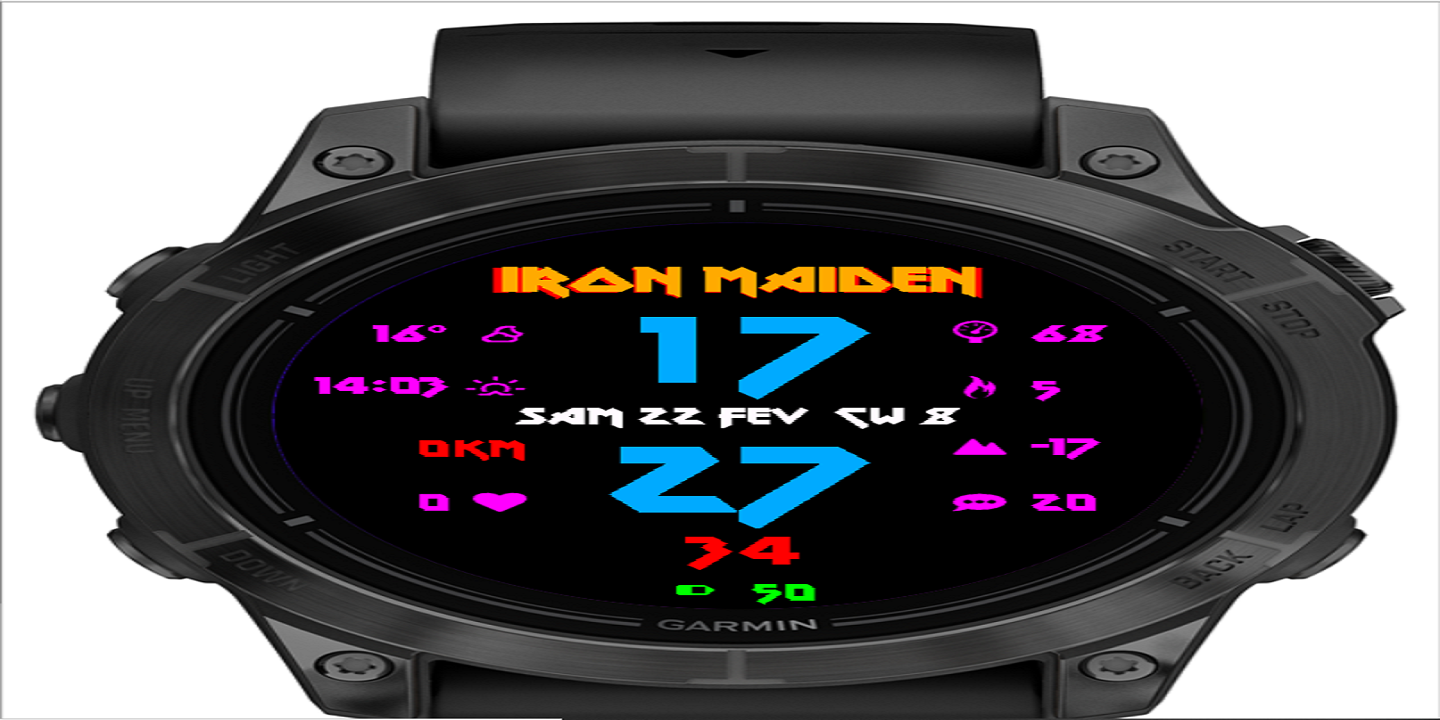 LIGHT
START
STOP
IRON MAIDEN
16° 17 68
14:03 5
UP MENU
SAM 22 FEV CW 8
0KM 27 -17
0 20
34
50
LAP
BACK
DOWN
GARMIN